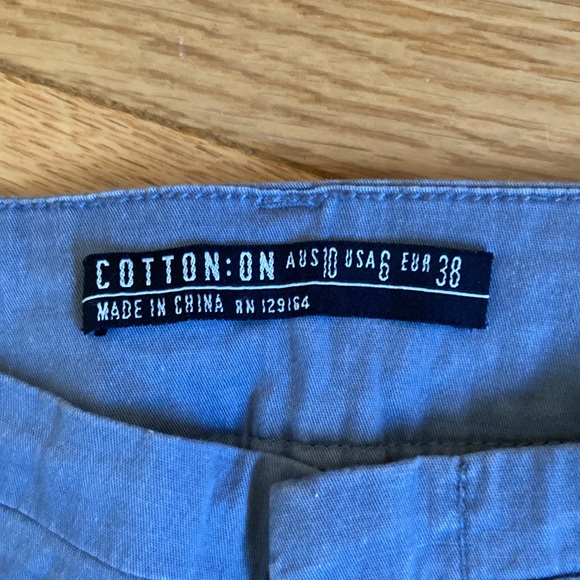 COTTON:ON AUS 10 USA 6 EUR 38
MADE IN CHINA RN 129164